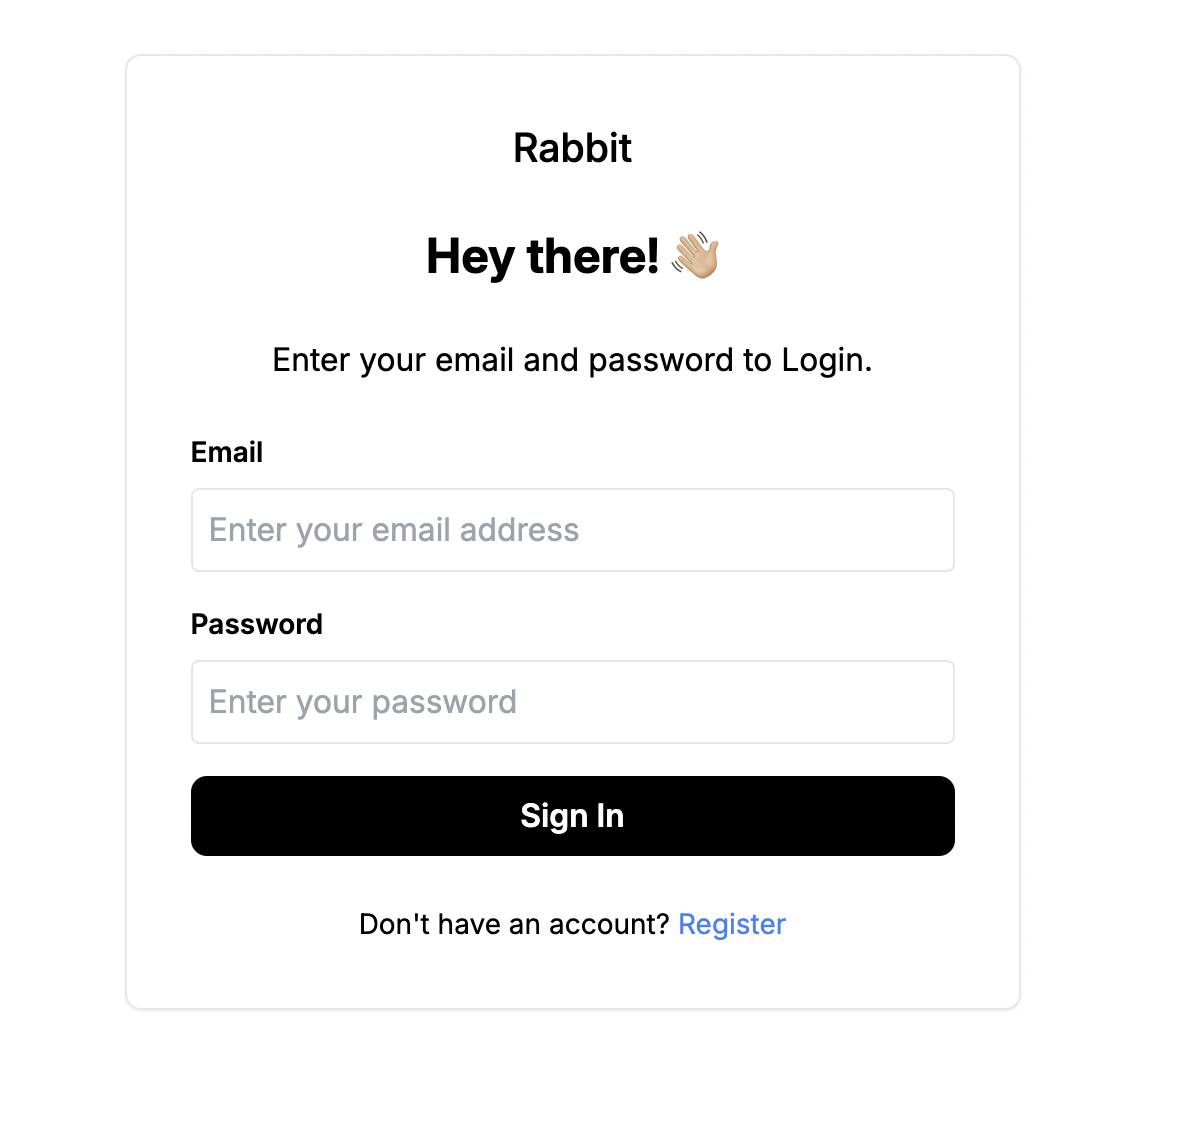 Rabbit
Hey there! 👋🏼
Enter your email and password to Login.
Email
Enter your email address
Password
Enter your password
Sign In
Don't have an account? Register